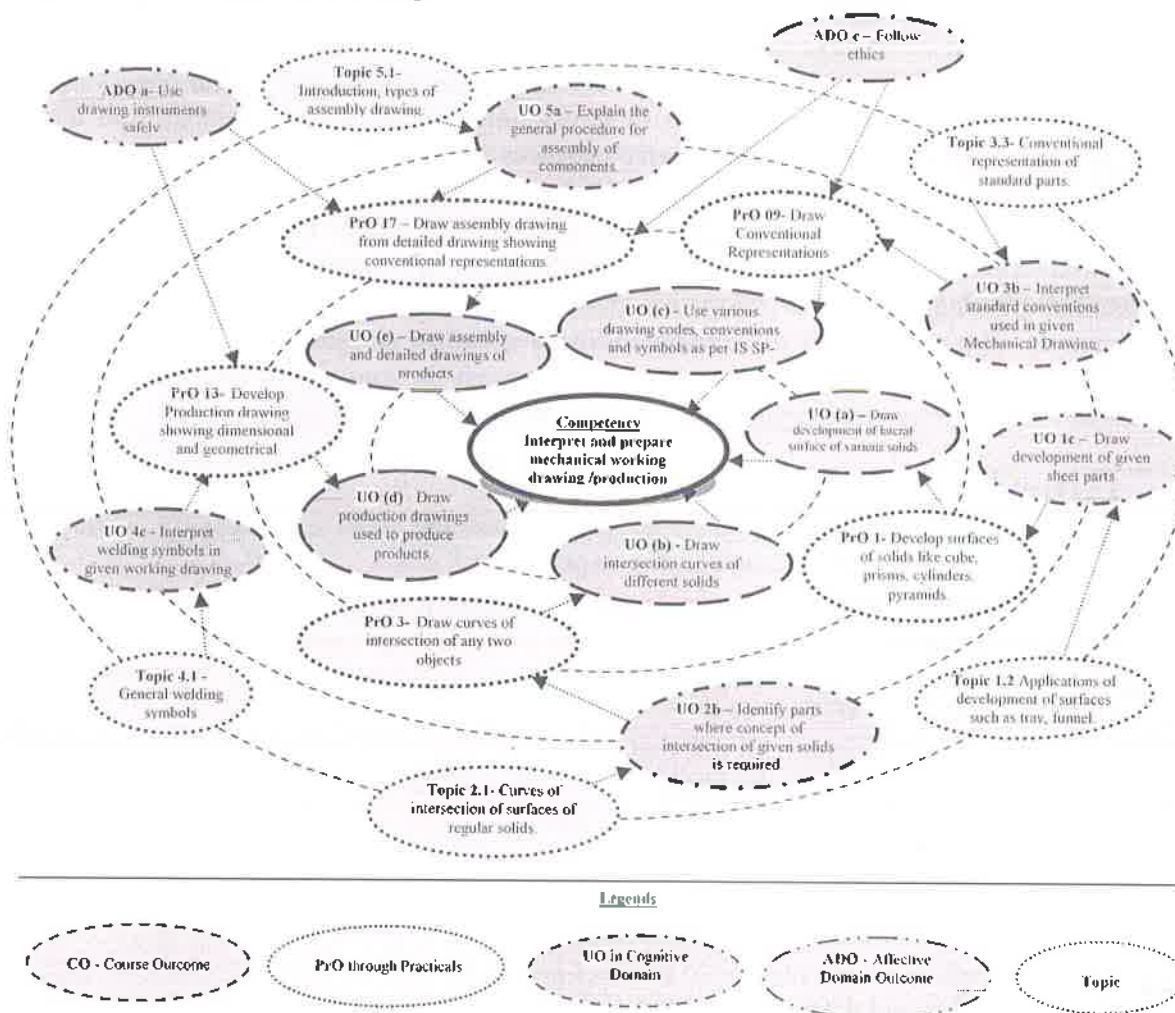 ADO c – Follow
ethics
Topic 5.1-
Introduction, types
of assembly drawing.
ADO a– Use
drawing instruments
safely
UO 5a – Explain the
general procedure for
assembly of
components.
Topic 3.3- Conventional
representation of
standard parts.
PrO 17 – Draw assembly drawing
from detailed drawing showing
conventional representations.
PrO 09- Draw
Conventional
Representations
UO 3b – Interpret
standard conventions
used in given
Mechanical Drawing.
UO (e) – Draw assembly
and detailed drawings of
products
UO (c) - Use various
drawing codes, conventions
and symbols as per IS SP-
PrO 13- Develop
Production drawing
showing dimensional
and geometrical
Competency
Interpret and prepare
mechanical working
drawing /production
UO (a) – Draw
development of lateral
surface of various solids
UO 1c – Draw
development of given
sheet parts
UO (d) - Draw
production drawings
used to produce
products
UO 4c - Interpret
welding symbols in
given working drawing
UO (b) - Draw
intersection curves of
different solids
PrO 1- Develop surfaces
of solids like cube,
prisms, cylinders,
pyramids.
PrO 3- Draw curves of
intersection of any two
objects
Topic 4.1 -
General welding
symbols
UO 2b – Identify parts
where concept of
intersection of given solids
is required
Topic 1.2 Applications of
development of surfaces
such as tray, funnel.
Topic 2.1- Curves of
intersection of surfaces of
regular solids.
Legends
CO - Course Outcome
PrO through Practicals
UO in Cognitive
Domain
ADO - Affective
Domain Outcome
Topic